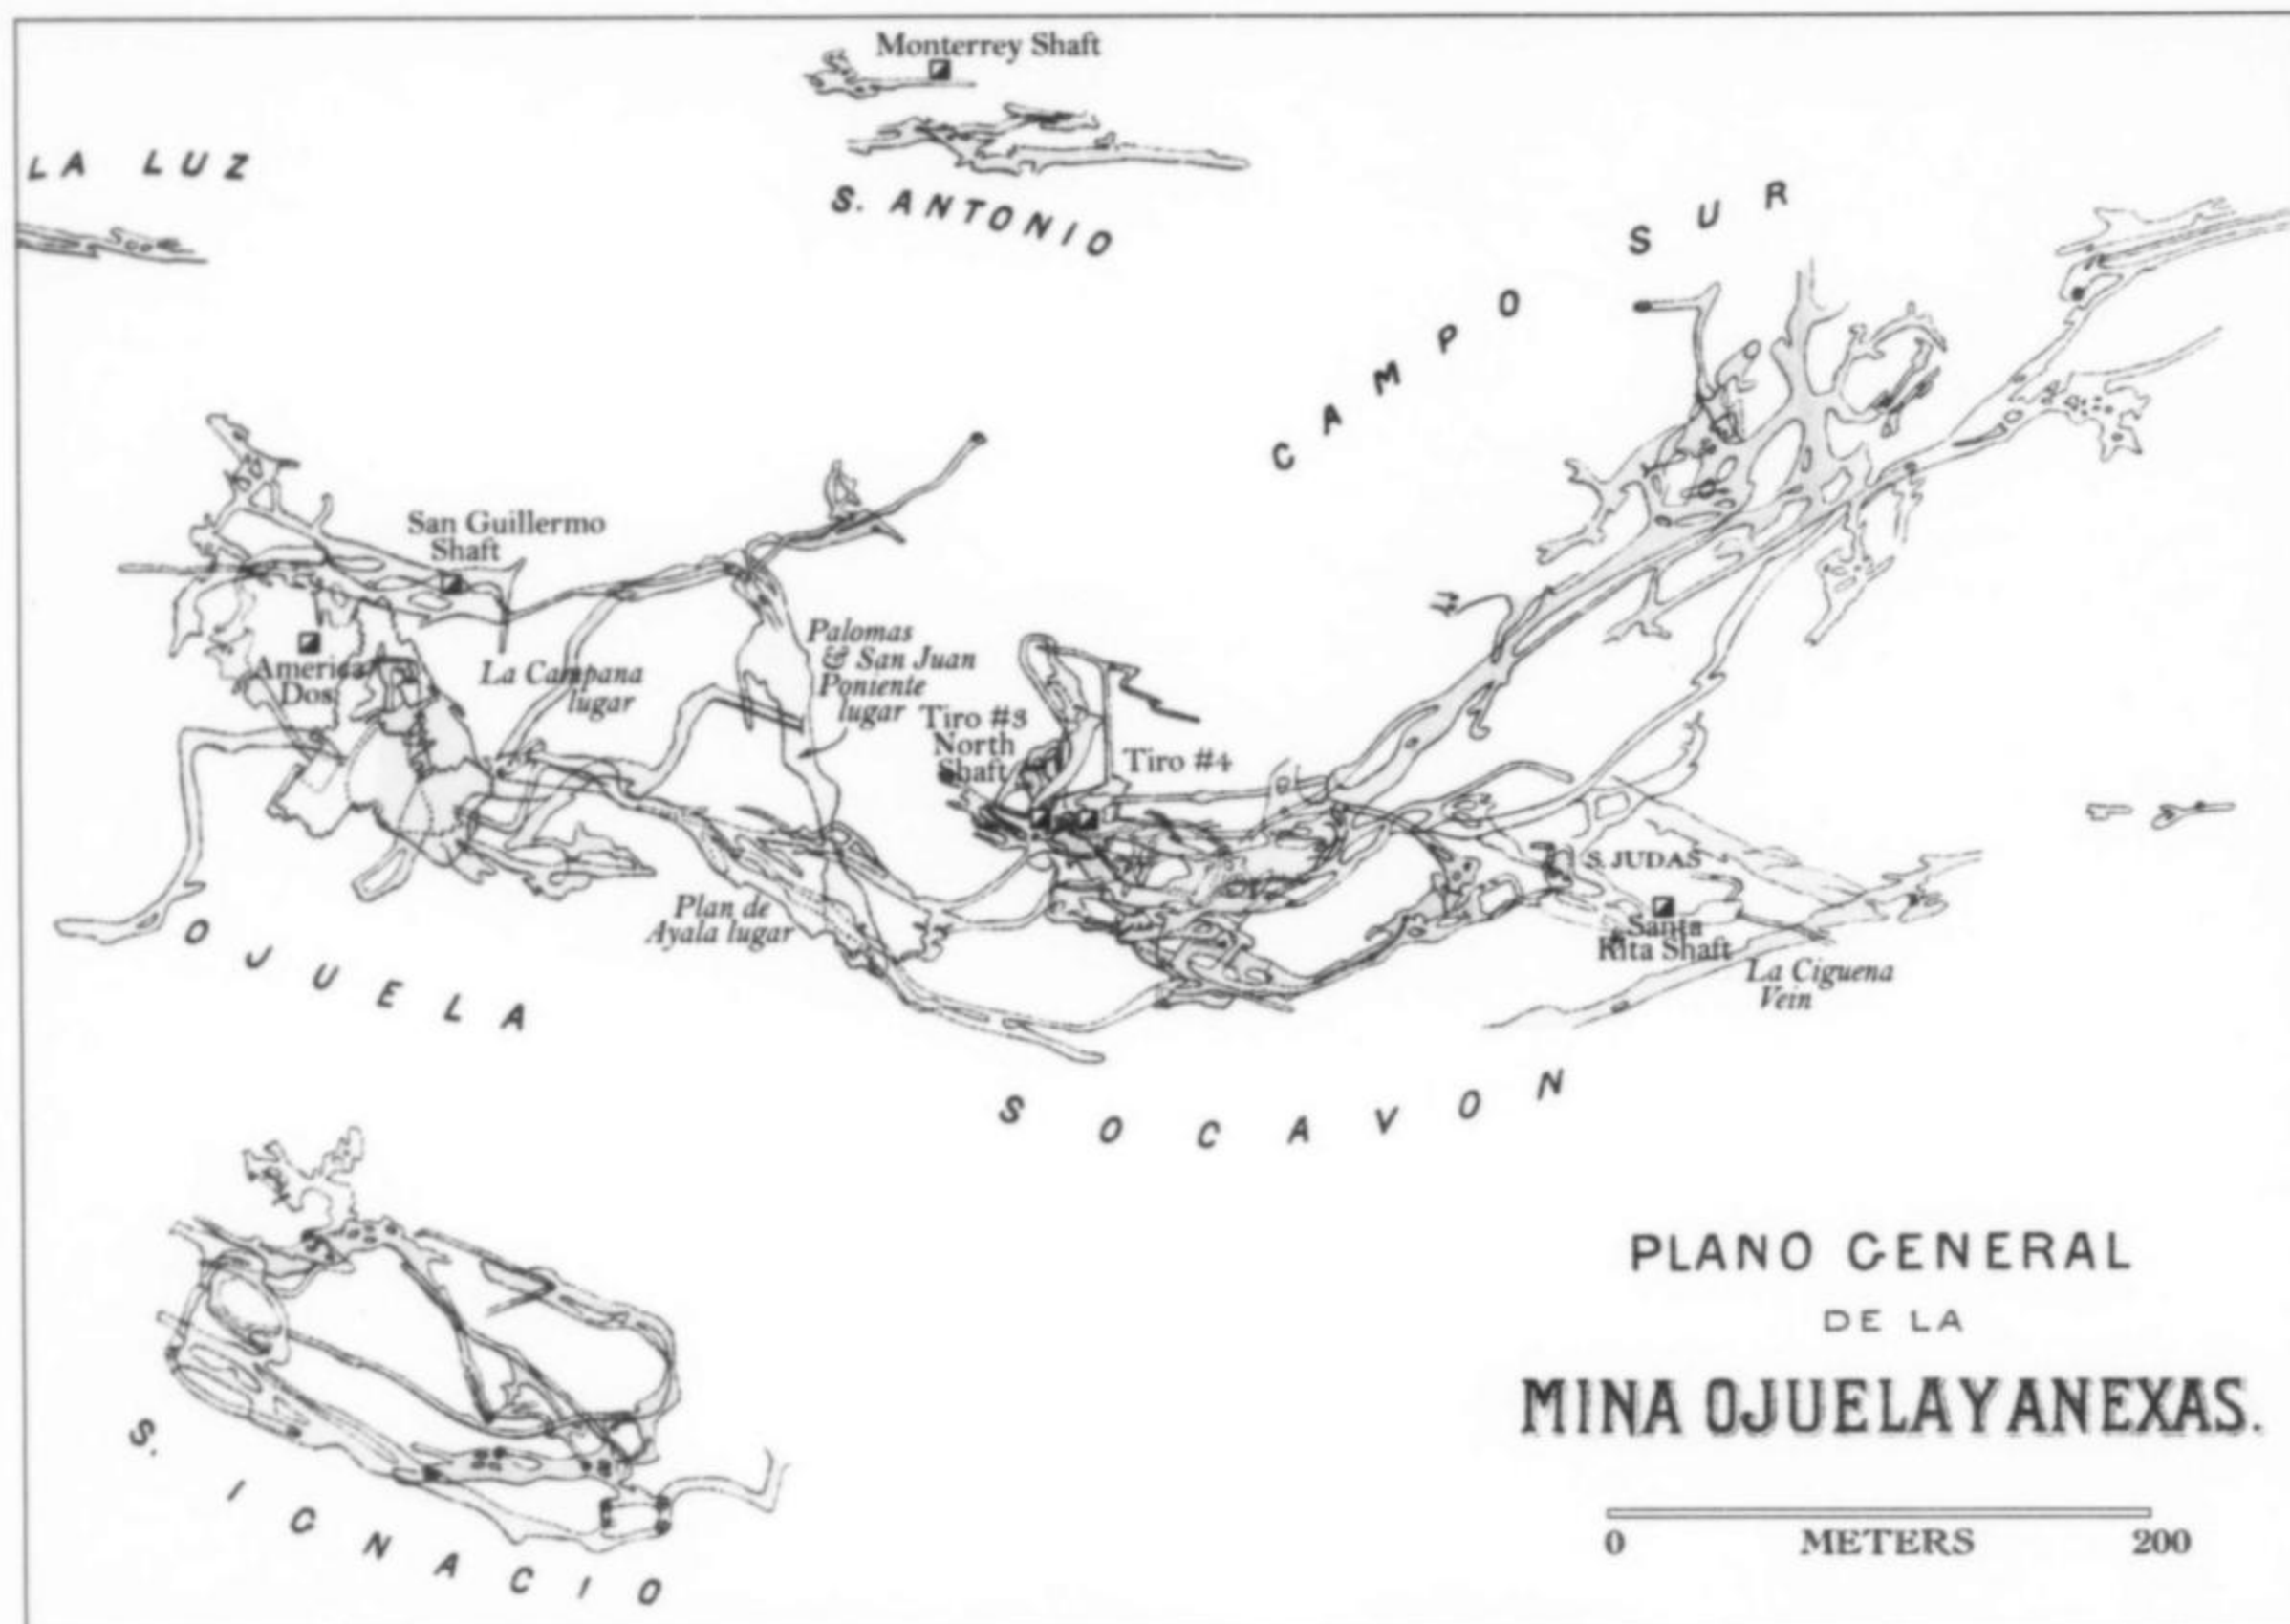 Monterrey Shaft
LA LUZ
S. ANTONIO
CAMPO SUR
San Guillermo
Shaft
America
Dos
La Campana
lugar
Palomas
& San Juan
Poniente
lugar
Tiro #3
North
Shaft
Tiro #4
S. JUDAS
Plan de
Ayala lugar
Santa
Rita Shaft
La Ciguena
Vein
OJUELA
SOCAVON
S. IGNACIO
PLANO GENERAL
DE LA
MINA OJUELA Y ANEXAS.
0 METERS 200